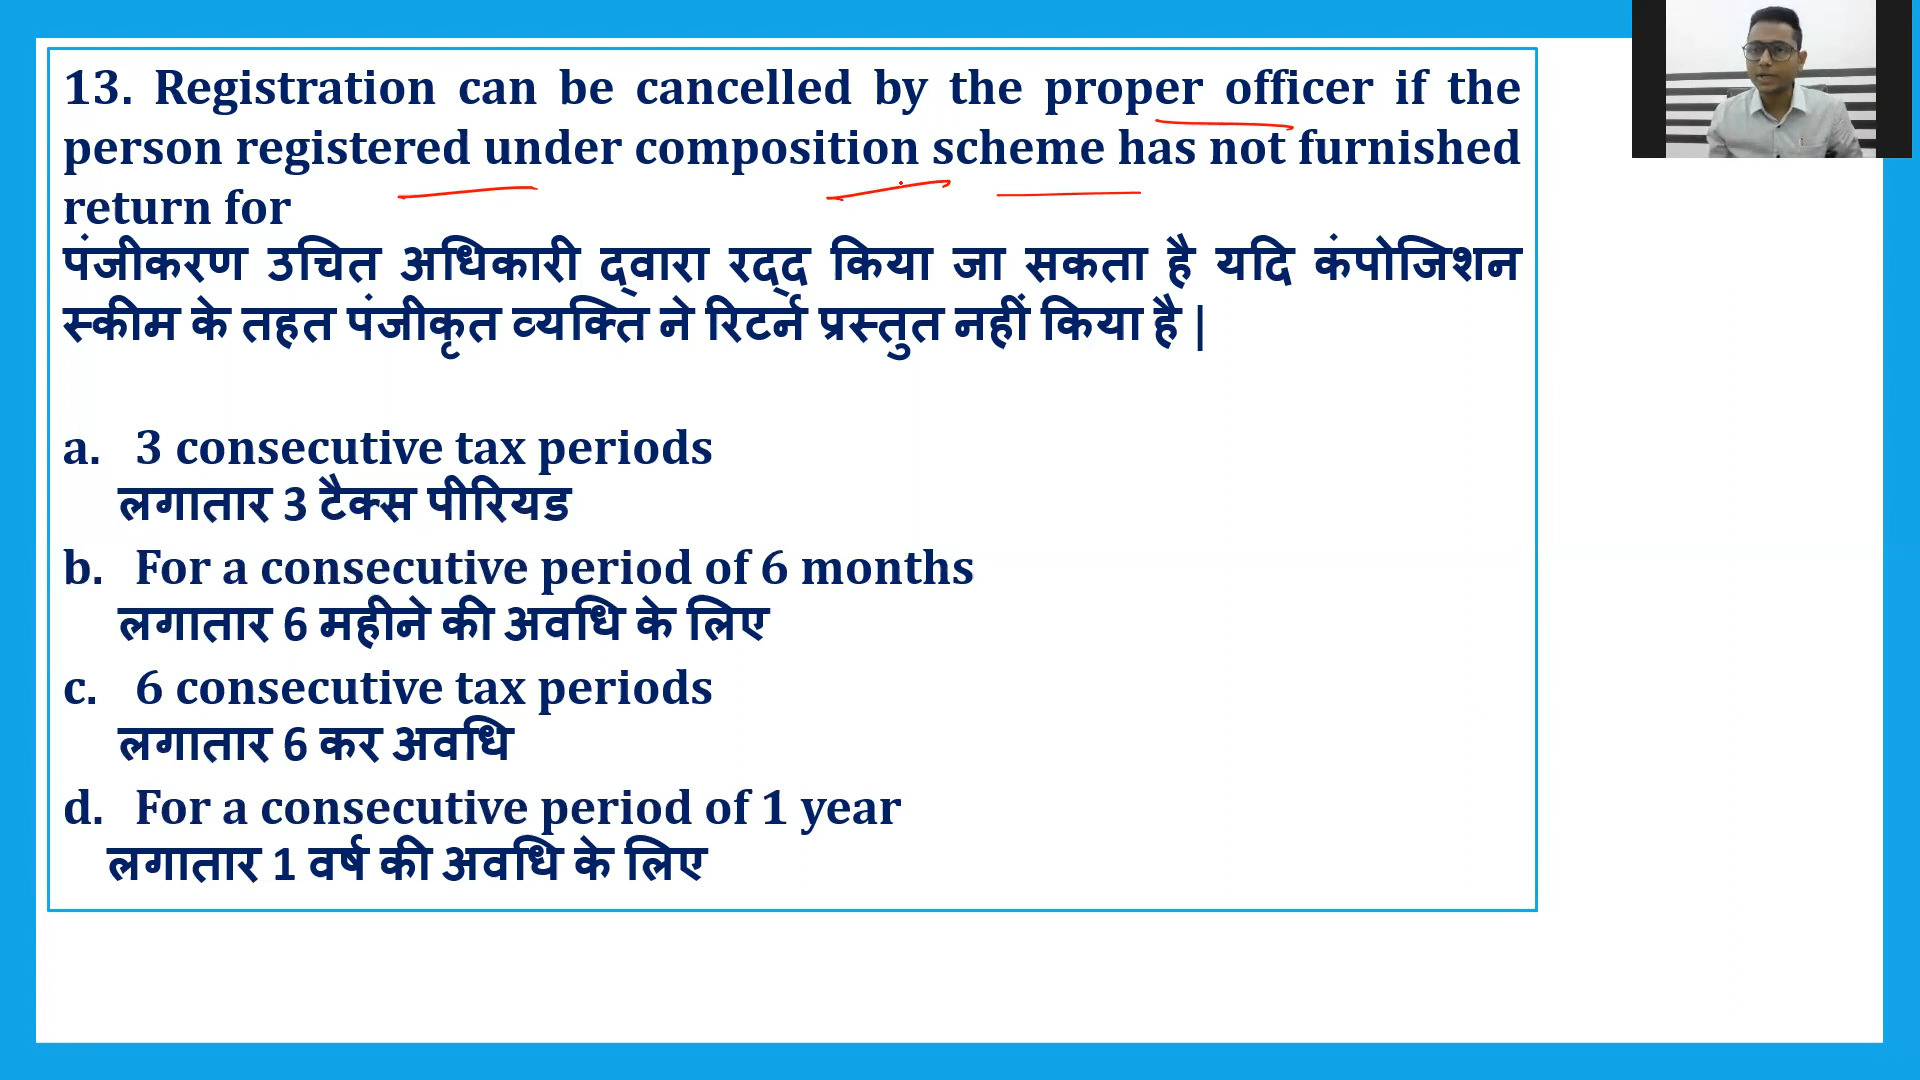 13. Registration can be cancelled by the proper officer if the
person registered under composition scheme has not furnished
return for
पंजीकरण उचित अधिकारी द्वारा रद्द किया जा सकता है यदि कंपोजिशन
स्कीम के तहत पंजीकृत व्यक्ति ने रिटर्न प्रस्तुत नहीं किया है |
a. 3 consecutive tax periods
लगातार 3 टैक्स पीरियड
b. For a consecutive period of 6 months
लगातार 6 महीने की अवधि के लिए
c. 6 consecutive tax periods
लगातार 6 कर अवधि
d. For a consecutive period of 1 year
लगातार 1 वर्ष की अवधि के लिए